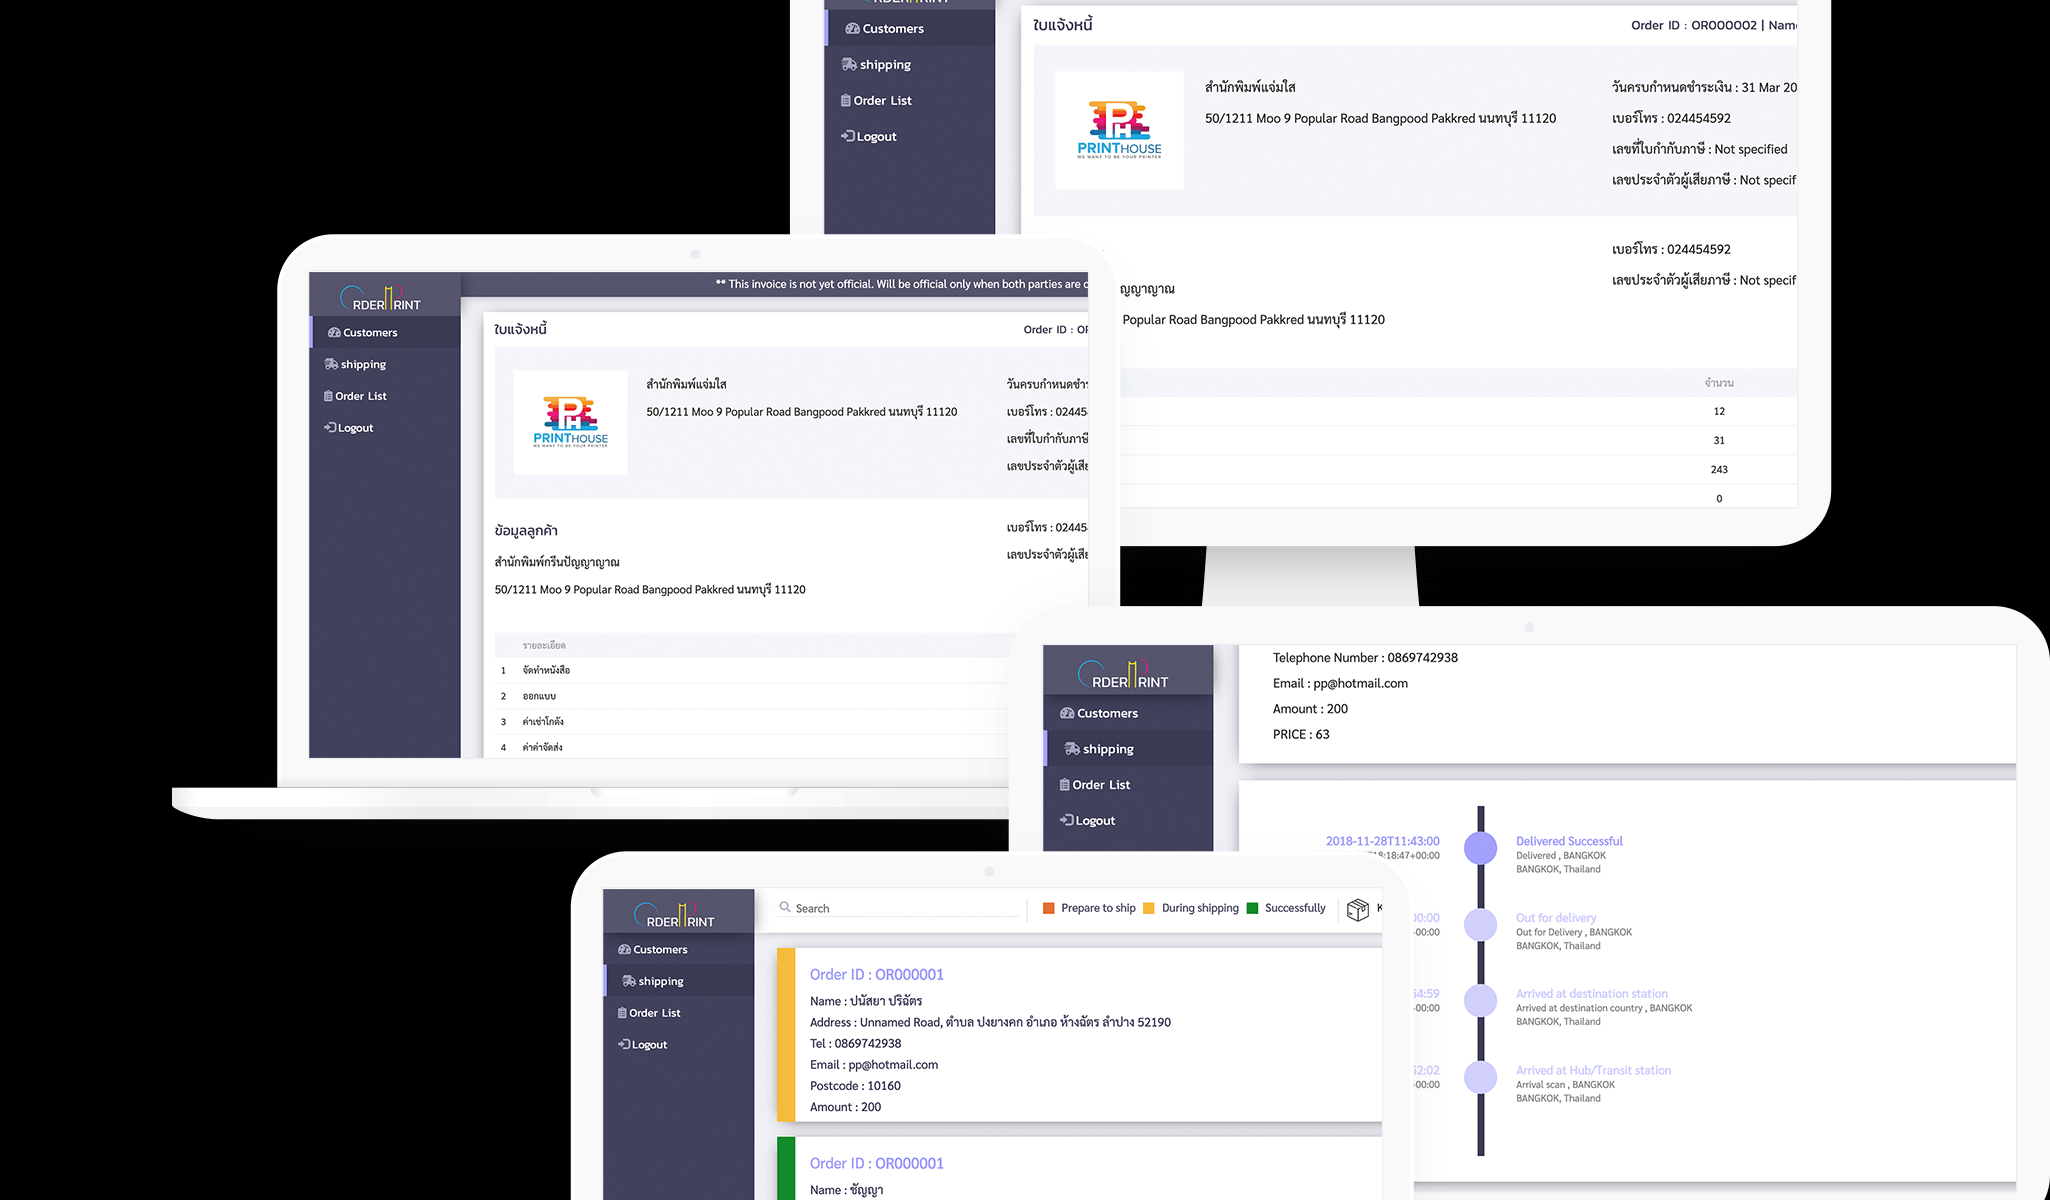 RDER PRINT
Customers
shipping
Order List
Logout
ใบแจ้งหนี้
Order ID : OR000002 | Nam
PH
PRINTHOUSE
WE WANT TO BE YOUR PRINTER
สำนักพิมพ์แจ่มใส
50/1211 Moo 9 Popular Road Bangpood Pakkred นนทบุรี 11120
วันครบกำหนดชำระเงิน : 31 Mar 20
เบอร์โทร : 024454592
เลขที่ใบกำกับภาษี : Not specified
เลขประจำตัวผู้เสียภาษี : Not specif
เบอร์โทร : 024454592
เลขประจำตัวผู้เสียภาษี : Not specif
ญญาญาณ
Popular Road Bangpood Pakkred นนทบุรี 11120
จำนวน
12
31
243
0
ORDER PRINT
** This invoice is not yet official. Will be official only when both parties are
Customers
shipping
Order List
Logout
ใบแจ้งหนี้
Order ID : OR
PH
PRINTHOUSE
WE WANT TO BE YOUR PRINTER
สำนักพิมพ์แจ่มใส
50/1211 Moo 9 Popular Road Bangpood Pakkred นนทบุรี 11120
วันครบกำหนดชำร
เบอร์โทร : 02445
เลขที่ใบกำกับภาษี
เลขประจำตัวผู้เสีย
ข้อมูลลูกค้า
สำนักพิมพ์กรีนปัญญาญาณ
50/1211 Moo 9 Popular Road Bangpood Pakkred นนทบุรี 11120
เบอร์โทร : 02445
เลขประจำตัวผู้เสีย
รายละเอียด
1 จัดทำหนังสือ
2 ออกแบบ
3 ค่าเช่าโกดัง
4 ค่าค่าจัดส่ง
ORDER PRINT
Customers
shipping
Order List
Logout
Telephone Number : 0869742938
Email : pp@hotmail.com
Amount : 200
PRICE : 63
2018-11-28T11:43:00
18:18:47+00:00
Delivered Successful
Delivered , BANGKOK
BANGKOK, Thailand
00:00
+00:00
Out for delivery
Out for Delivery , BANGKOK
BANGKOK, Thailand
54:59
+00:00
Arrived at destination station
Arrived at destination country , BANGKOK
BANGKOK, Thailand
52:02
+00:00
Arrived at Hub/Transit station
Arrival scan , BANGKOK
BANGKOK, Thailand
ORDER PRINT
Customers
shipping
Order List
Logout
Search
Prepare to ship
During shipping
Successfully
K
Order ID : OR000001
Name : ปนัสยา ปริฉัตร
Address : Unnamed Road, ตำบล ปงยางคก อำเภอ ห้างฉัตร ลำปาง 52190
Tel : 0869742938
Email : pp@hotmail.com
Postcode : 10160
Amount : 200
Order ID : OR000001
Name : ชัญญา